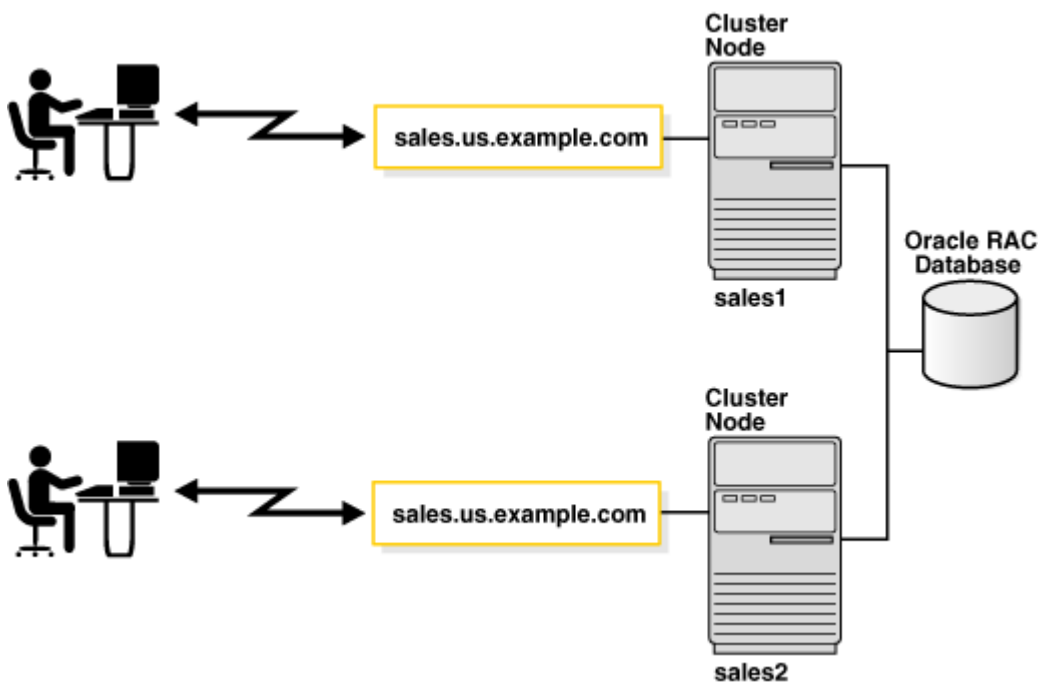 Cluster
Node
sales.us.example.com
sales1
Oracle RAC
Database
Cluster
Node
sales.us.example.com
sales2